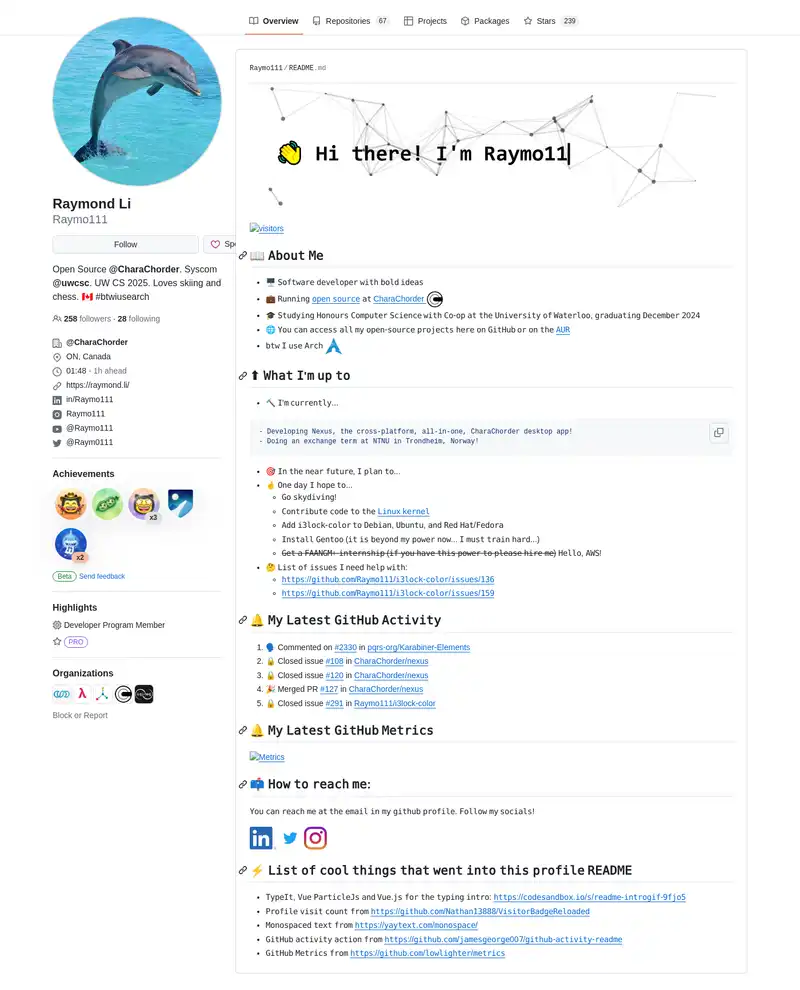 Overview
Repositories 67
Projects
Packages
Stars 239
Raymo111/README.md
👋 Hi there! I'm Raymo11
Raymond Li
Raymo111
Follow
Open Source @CharaChorder. Syscom
@uwcsc. UW CS 2025. Loves skiing and
chess. 🇨🇦 #btwiusearch
258 followers · 28 following
@CharaChorder
ON, Canada
01:48 - 1h ahead
https://raymond.li/
in/Raymo111
Raymo111
@Raymo111
@Raym0111
Achievements
x3
x2
Beta Send feedback
Highlights
Developer Program Member
PRO
Organizations
Block or Report
visitors
📖 About Me
🖥️ Software developer with bold ideas
💼 Running open source at CharaChorder
🎓 Studying Honours Computer Science with Co-op at the University of Waterloo, graduating December 2024
🌐 You can access all my open-source projects here on GitHub or on the AUR
btw I use Arch
⬆ What I'm up to
🔨 I'm currently...
- Developing Nexus, the cross-platform, all-in-one, CharaChorder desktop app!
- Doing an exchange term at NTNU in Trondheim, Norway!
🎯 In the near future, I plan to...
☝ One day I hope to...
Go skydiving!
Contribute code to the Linux kernel
Add i3lock-color to Debian, Ubuntu, and Red Hat/Fedora
Install Gentoo (it is beyond my power now... I must train hard...)
Get a FAANGM+ internship (if you have this power to please hire me) Hello, AWS!
🤔 List of issues I need help with:
https://github.com/Raymo111/i3lock-color/issues/136
https://github.com/Raymo111/i3lock-color/issues/159
🔔 My Latest GitHub Activity
1. 🗣 Commented on #2330 in pqrs-org/Karabiner-Elements
2. 🔒 Closed issue #108 in CharaChorder/nexus
3. 🔒 Closed issue #120 in CharaChorder/nexus
4. 🎉 Merged PR #127 in CharaChorder/nexus
5. 🔒 Closed issue #291 in Raymo111/i3lock-color
🔔 My Latest GitHub Metrics
Metrics
📫 How to reach me:
You can reach me at the email in my github profile. Follow my socials!
⚡ List of cool things that went into this profile README
TypeIt, Vue ParticleJs and Vue.js for the typing intro: https://codesandbox.io/s/readme-introgif-9fjo5
Profile visit count from https://github.com/Nathan13888/VisitorBadgeReloaded
Monospaced text from https://yaytext.com/monospace/
GitHub activity action from https://github.com/jamesgeorge007/github-activity-readme
GitHub Metrics from https://github.com/lowlighter/metrics